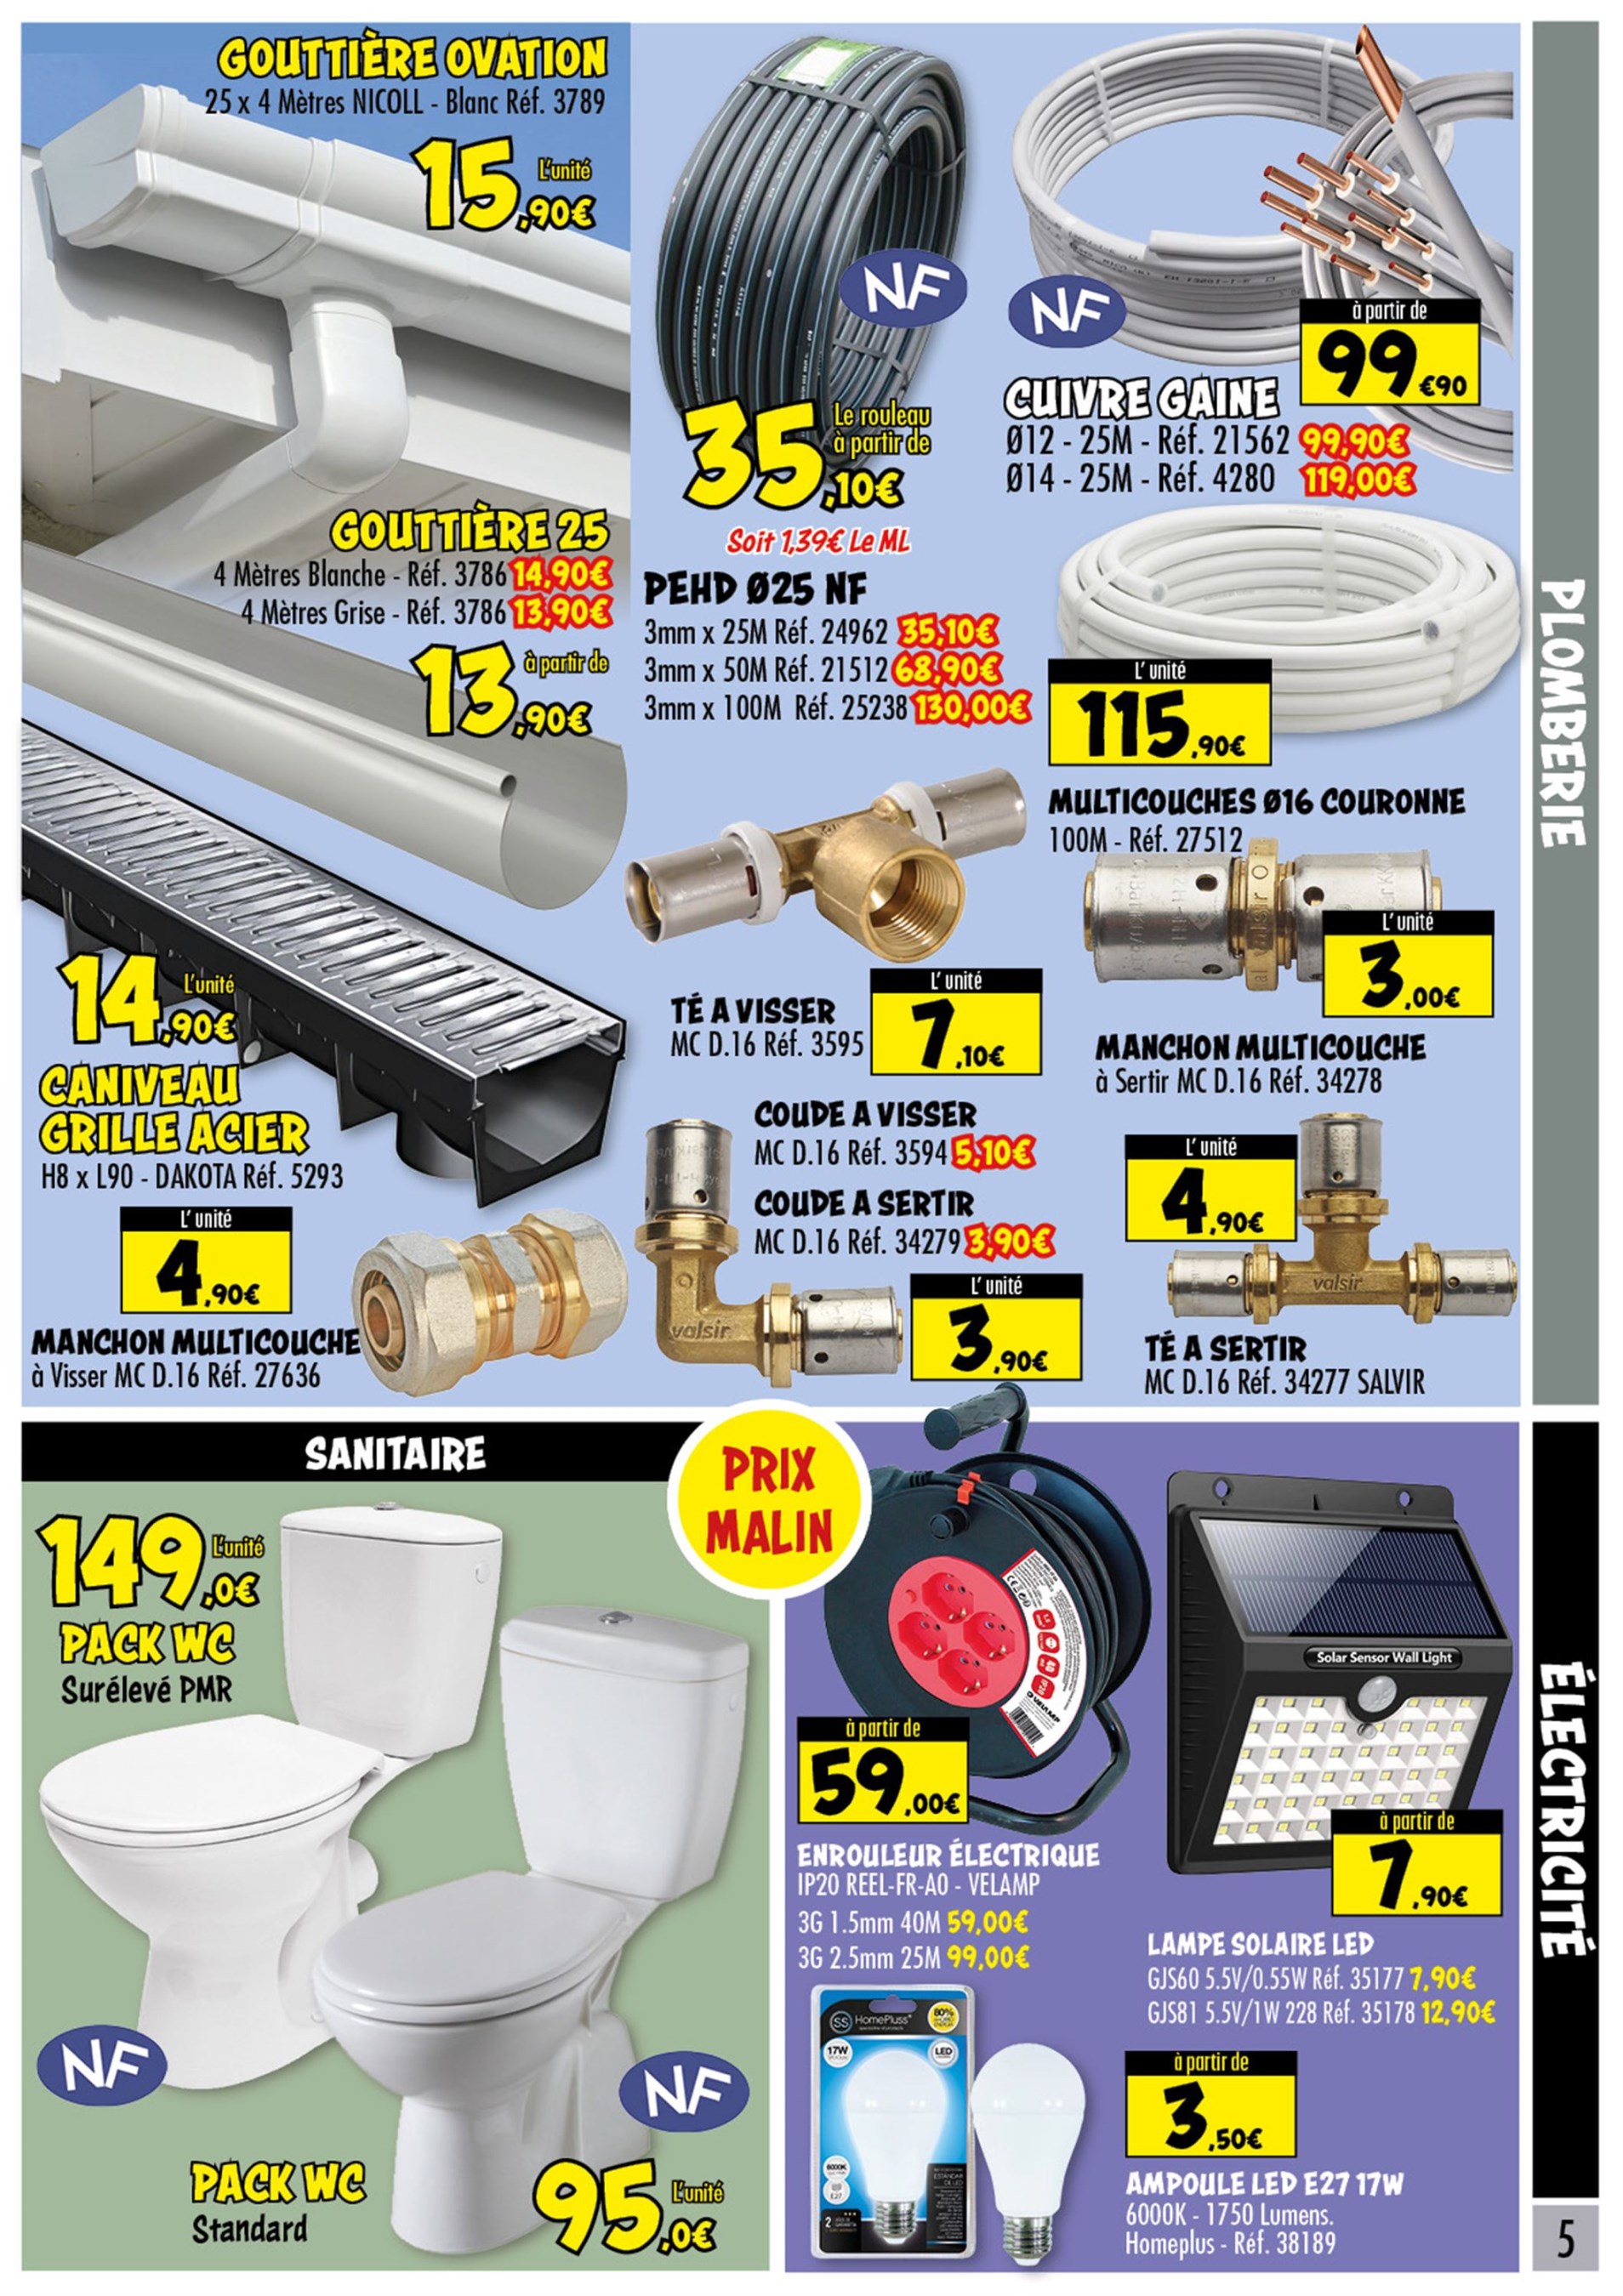 GOUTTIÈRE OVATION
25 x 4 Mètres NICOLL - Blanc Réf. 3789
15,90€ L'unité
GOUTTIÈRE 25
4 Mètres Blanche - Réf. 3786 14,90€
4 Mètres Grise - Réf. 3786 13,90€
à partir de
13,90€
14,90€ L'unité
CANIVEAU
GRILLE ACIER
H8 x L90 - DAKOTA Réf. 5293
L' unité
4,90€
MANCHON MULTICOUCHE
à Visser MC D.16 Réf. 27636
NF
Le rouleau
à partir de
35,10€
Soit 1,39€ Le ML
PEHD Ø25 NF
3mm x 25M Réf. 24962 35,10€
3mm x 50M Réf. 21512 68,90€
3mm x 100M Réf. 25238 130,00€
NF
à partir de
99€90
CUIVRE GAINE
Ø12 - 25M - Réf. 21562 99,90€
Ø14 - 25M - Réf. 4280 119,00€
L' unité
115,90€
MULTICOUCHES Ø16 COURONNE
100M - Réf. 27512
TÉ A VISSER
MC D.16 Réf. 3595
L' unité
7,10€
valsir
L' unité
3,00€
MANCHON MULTICOUCHE
à Sertir MC D.16 Réf. 34278
COUDE A VISSER
MC D.16 Réf. 3594 5,10€
COUDE A SERTIR
MC D.16 Réf. 34279 3,90€
valsir
L' unité
3,90€
L' unité
4,90€
valsir
TÉ A SERTIR
MC D.16 Réf. 34277 SALVIR
PLOMBERIE
SANITAIRE
PRIX
MALIN
149,0€ L'unité
PACK WC
Surélevé PMR
NF
NF
PACK WC
Standard
95,0€ L'unité
VELAMP
à partir de
59,00€
ENROULEUR ÉLECTRIQUE
IP20 REEL-FR-AO - VELAMP
3G 1.5mm 40M 59,00€
3G 2.5mm 25M 99,00€
Solar Sensor Wall Light
à partir de
7,90€
LAMPE SOLAIRE LED
GJS60 5.5V/0.55W Réf. 35177 7,90€
GJS81 5.5V/1W 228 Réf. 35178 12,90€
SS HomePluss
80%
17W
LED
6000K
E27
à partir de
3,50€
AMPOULE LED E27 17W
6000K - 1750 Lumens.
Homeplus - Réf. 38189
ÉLECTRICITÉ
5